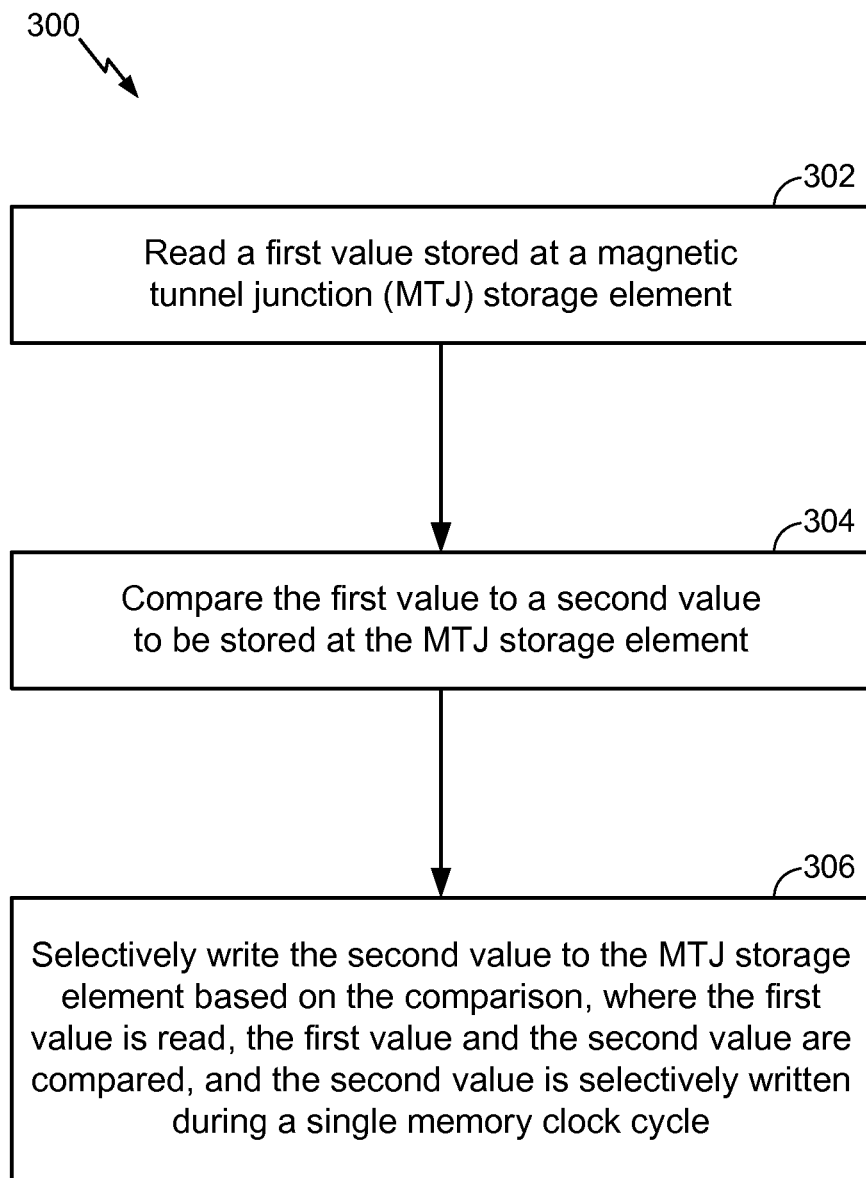 300
302
Read a first value stored at a magnetic
tunnel junction (MTJ) storage element
304
Compare the first value to a second value
to be stored at the MTJ storage element
306
Selectively write the second value to the MTJ storage
element based on the comparison, where the first
value is read, the first value and the second value are
compared, and the second value is selectively written
during a single memory clock cycle